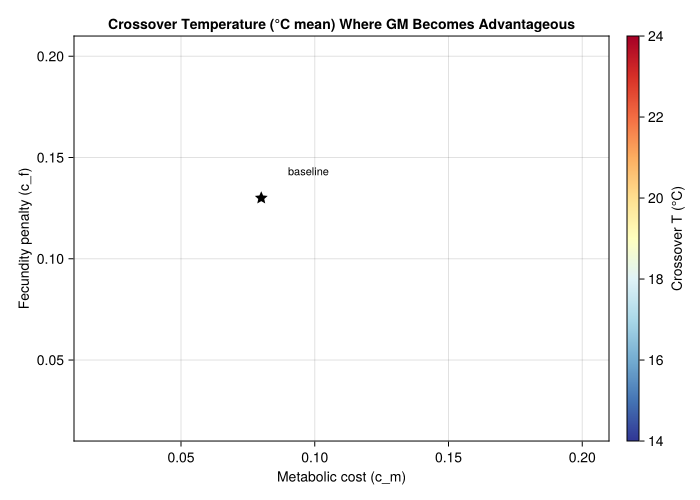 Crossover Temperature (°C mean) Where GM Becomes Advantageous
Fecundity penalty (c_f)
0.20
0.15
0.10
0.05
baseline
0.05
0.10
0.15
0.20
Metabolic cost (c_m)
24
22
20
18
16
14
Crossover T (°C)